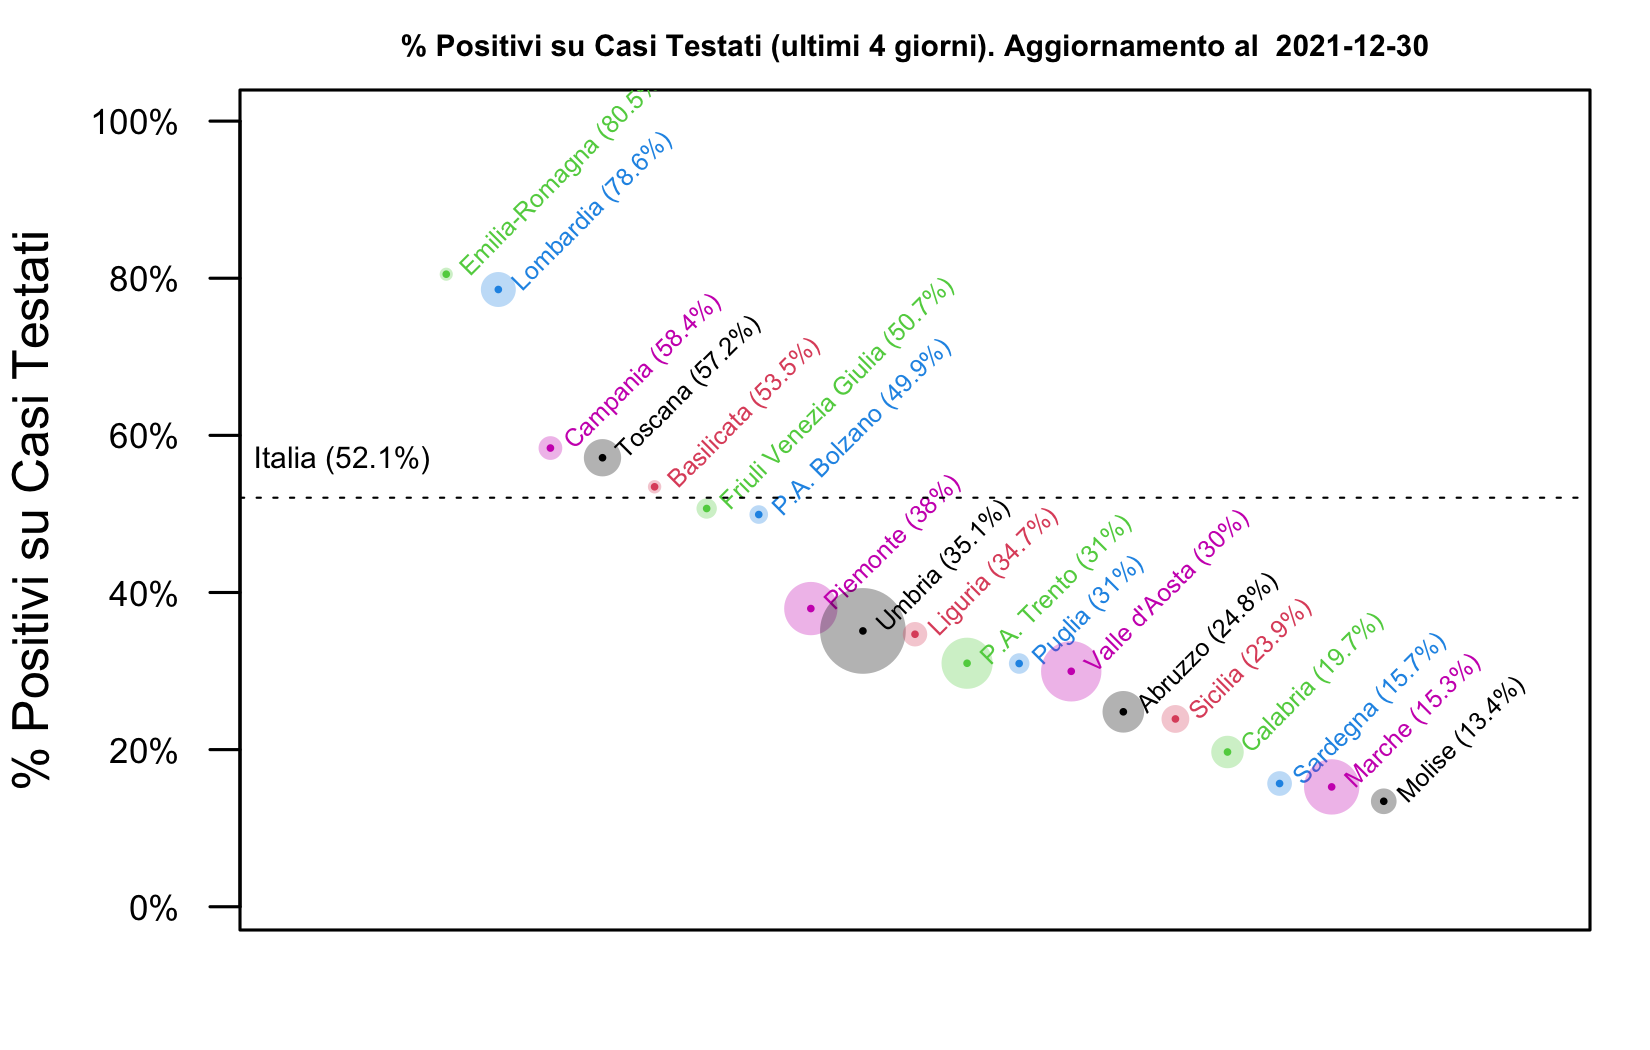 % Positivi su Casi Testati (ultimi 4 giorni). Aggiornamento al  2021-12-30
% Positivi su Casi Testati
100%
80%
60%
40%
20%
0%
Italia (52.1%)
Emilia-Romagna (80.5%
Lombardia (78.6%)
Campania (58.4%)
Toscana (57.2%)
Basilicata (53.5%)
Friuli Venezia Giulia (50.7%)
P.A. Bolzano (49.9%)
Piemonte (38%)
Umbria (35.1%)
Liguria (34.7%)
P.A. Trento (31%)
Puglia (31%)
Valle d'Aosta (30%)
Abruzzo (24.8%)
Sicilia (23.9%)
Calabria (19.7%)
Sardegna (15.7%)
Marche (15.3%)
Molise (13.4%)